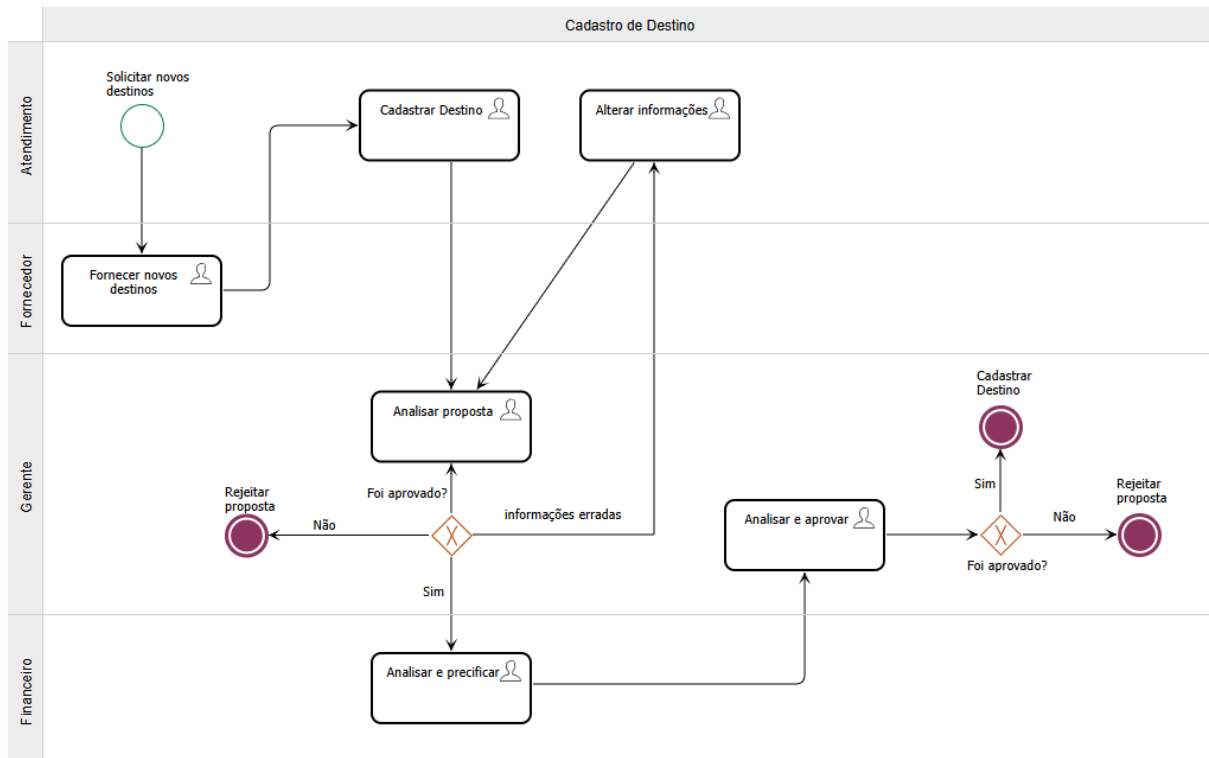 Cadastro de Destino
Atendimento
Solicitar novos
destinos
Cadastrar Destino
Alterar informações
Fornecedor
Fornecer novos
destinos
Gerente
Analisar proposta
Foi aprovado?
Rejeitar
proposta
Não
informações erradas
Sim
Analisar e aprovar
Cadastrar
Destino
Sim
Rejeitar
proposta
Não
Foi aprovado?
Financeiro
Analisar e precificar